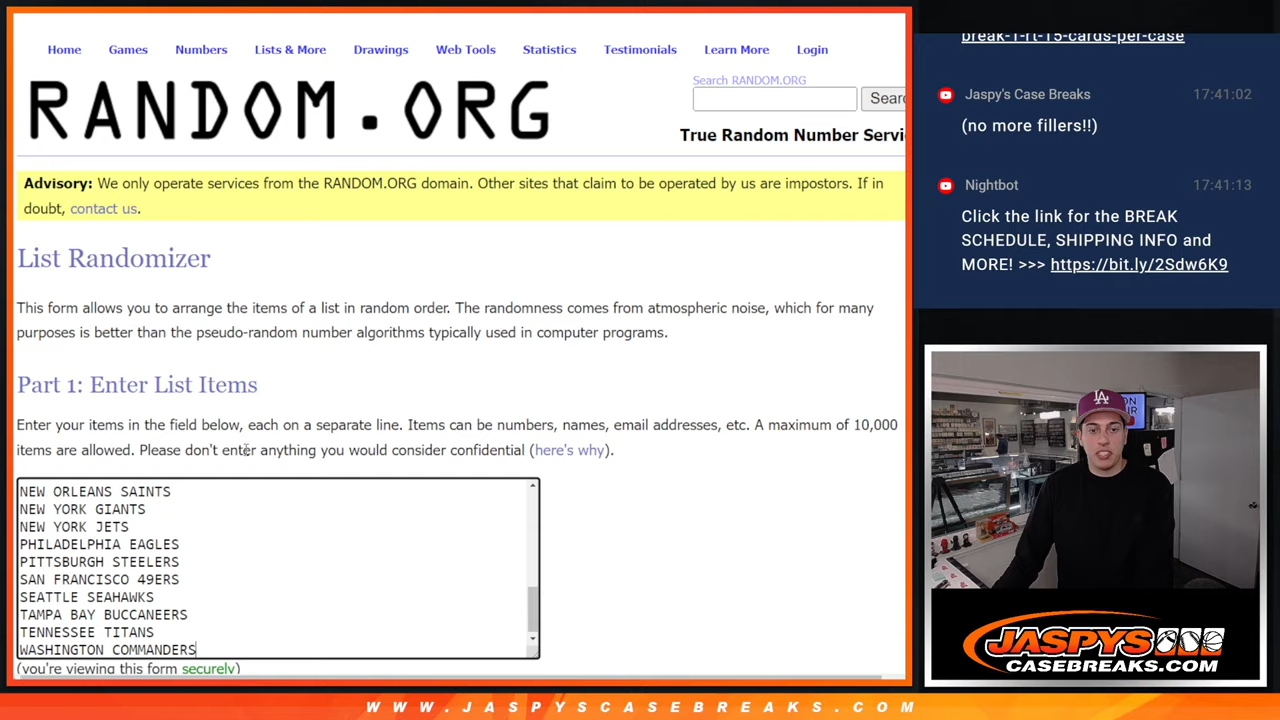 Home Games Numbers Lists & More Drawings Web Tools Statistics Testimonials Learn More Login
RANDOM.ORG
Search RANDOM.ORG
Sear
True Random Number Servi
Advisory: We only operate services from the RANDOM.ORG domain. Other sites that claim to be operated by us are impostors. If in
doubt, contact us.
List Randomizer
This form allows you to arrange the items of a list in random order. The randomness comes from atmospheric noise, which for many
purposes is better than the pseudo-random number algorithms typically used in computer programs.
Part 1: Enter List Items
Enter your items in the field below, each on a separate line. Items can be numbers, names, email addresses, etc. A maximum of 10,000
items are allowed. Please don't enter anything you would consider confidential (here's why).
NEW ORLEANS SAINTS
NEW YORK GIANTS
NEW YORK JETS
PHILADELPHIA EAGLES
PITTSBURGH STEELERS
SAN FRANCISCO 49ERS
SEATTLE SEAHAWKS
TAMPA BAY BUCCANEERS
TENNESSEE TITANS
WASHINGTON COMMANDERS
(you're viewing this form securely)
break-1-rt-15-cards-per-case
Jaspy's Case Breaks 17:41:02
(no more fillers!!)
Nightbot 17:41:13
Click the link for the BREAK
SCHEDULE, SHIPPING INFO and
MORE! >>> https://bit.ly/2Sdw6K9
LA
JASPYS
CASEBREAKS.COM
WWW.JASPYSCASEBREAKS.COM